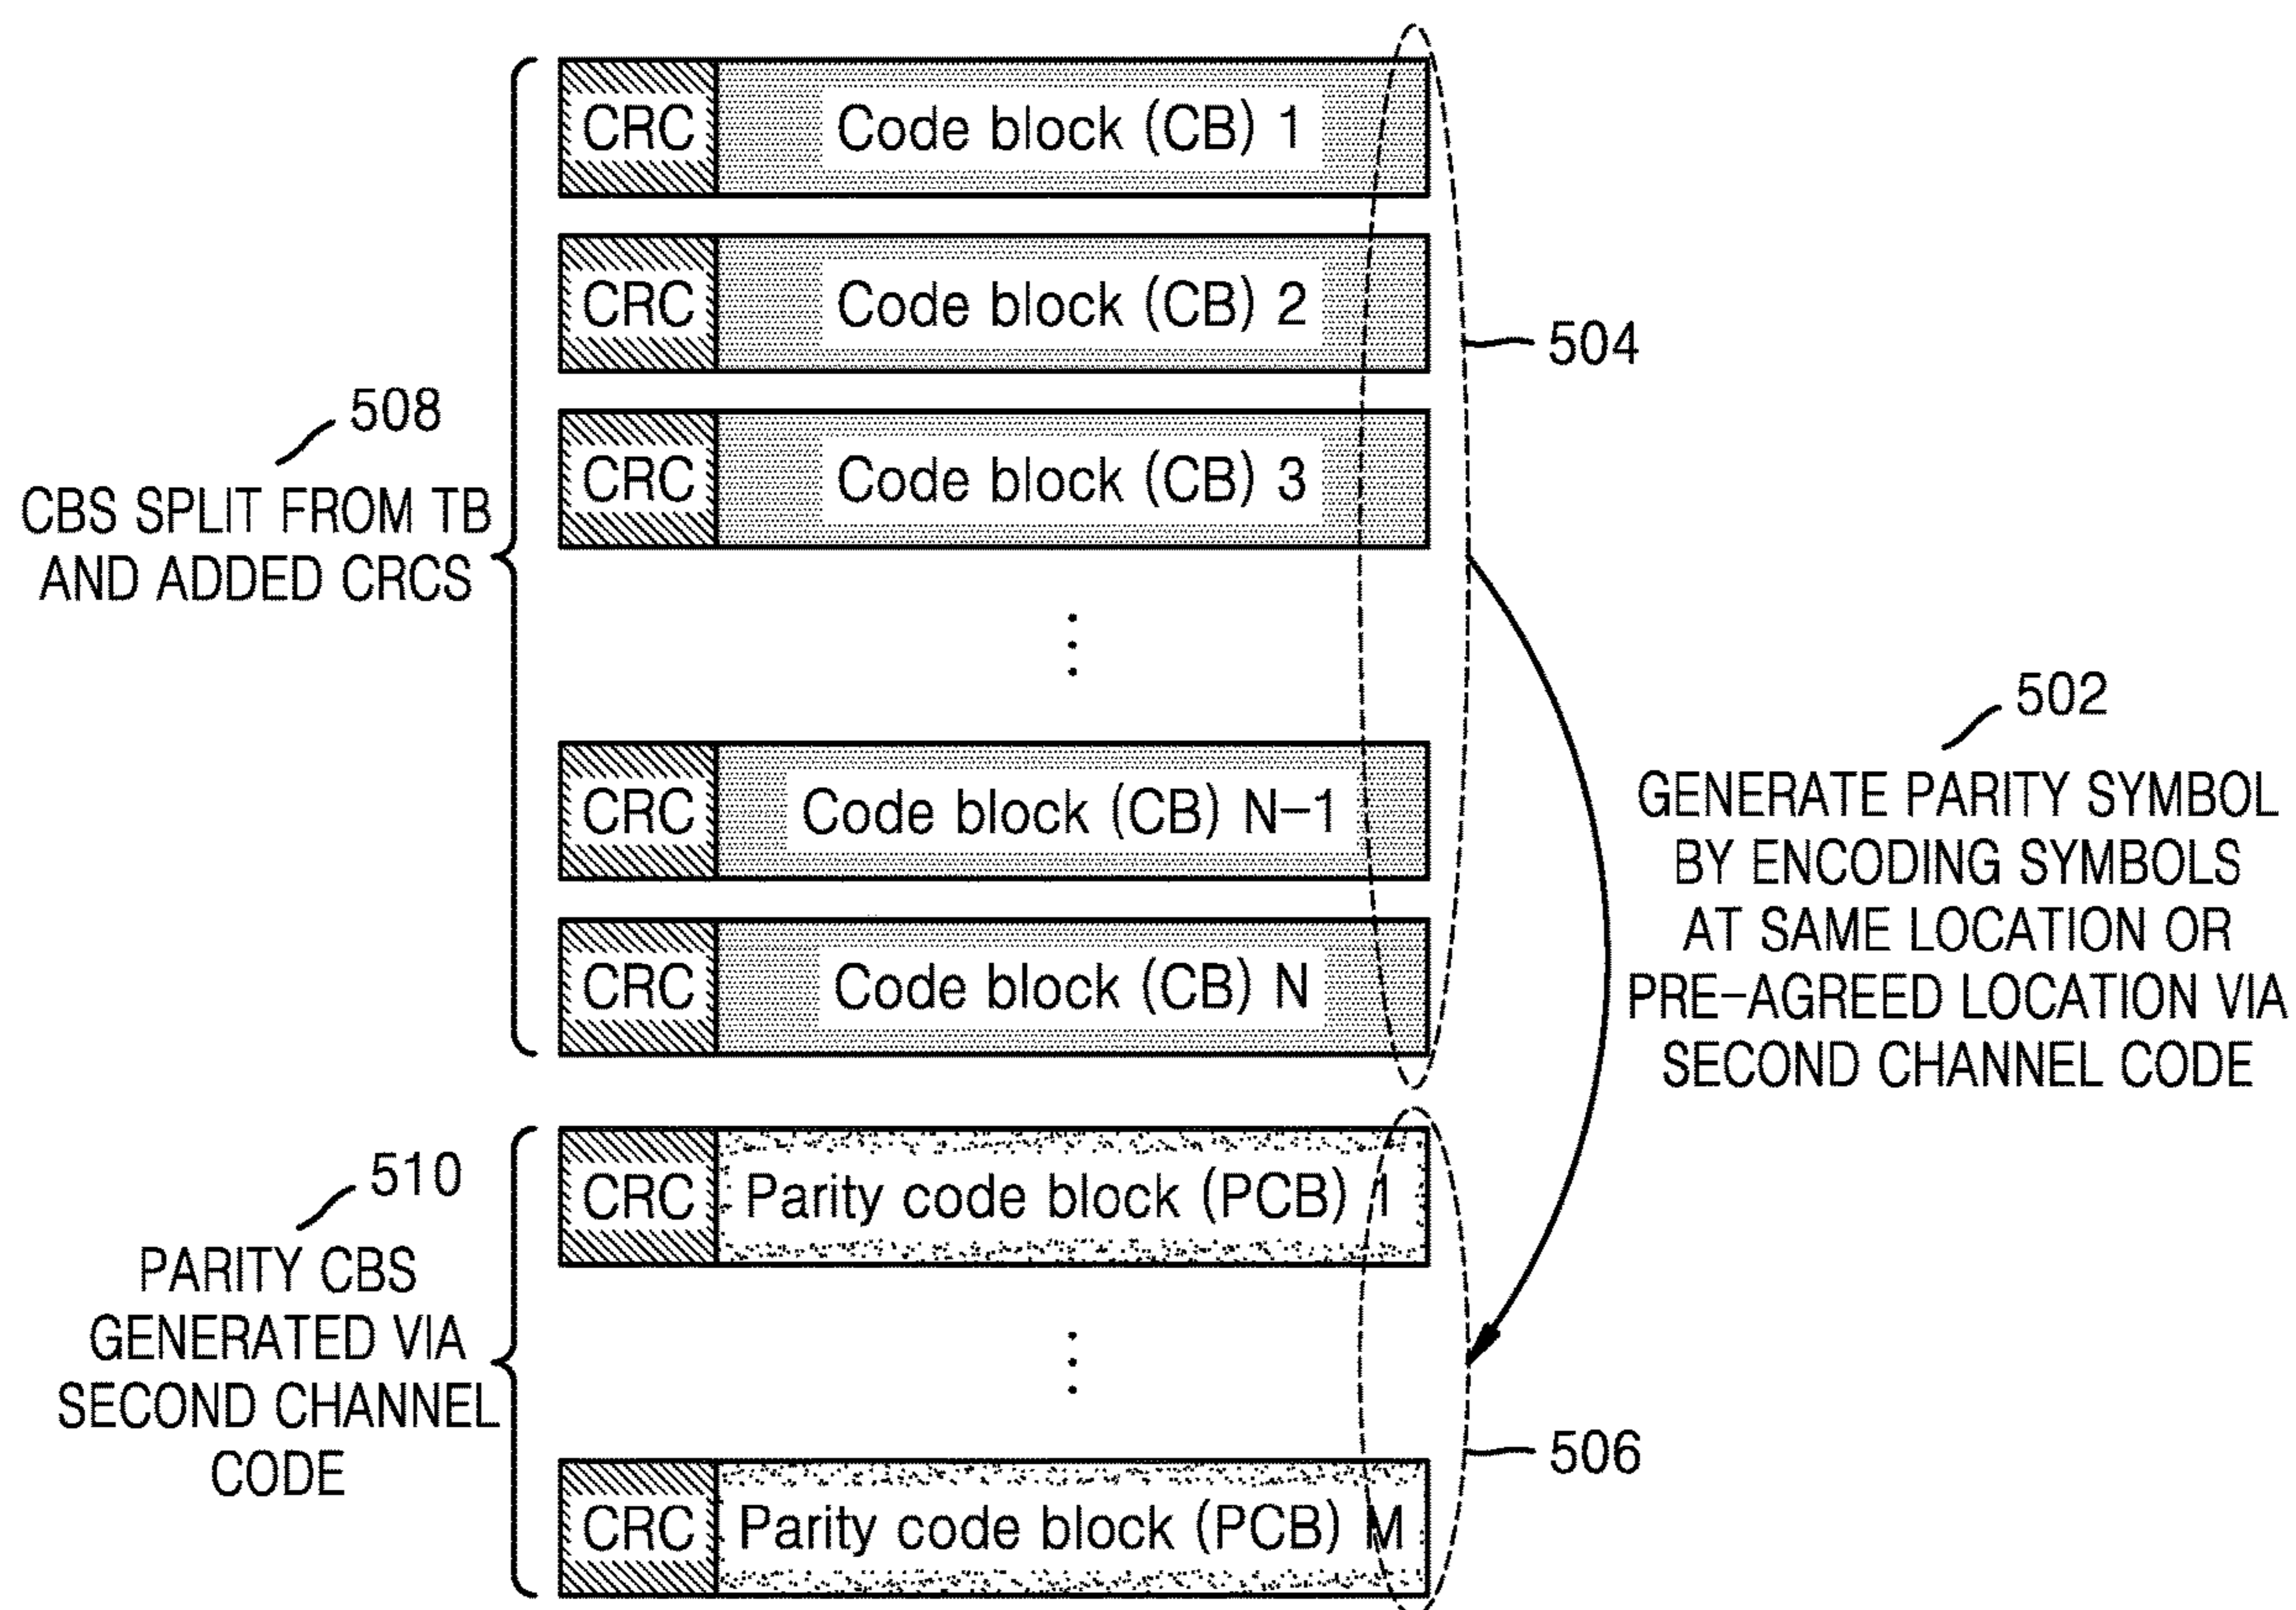 CRC Code block (CB) 1
CRC Code block (CB) 2
504
CRC Code block (CB) 3
508
CBS SPLIT FROM TB
AND ADDED CRCS
502
GENERATE PARITY SYMBOL
BY ENCODING SYMBOLS
AT SAME LOCATION OR
PRE-AGREED LOCATION VIA
SECOND CHANNEL CODE
CRC Code block (CB) N-1
CRC Code block (CB) N
510
PARITY CBS
GENERATED VIA
SECOND CHANNEL
CODE
CRC Parity code block (PCB) 1
506
CRC Parity code block (PCB) M